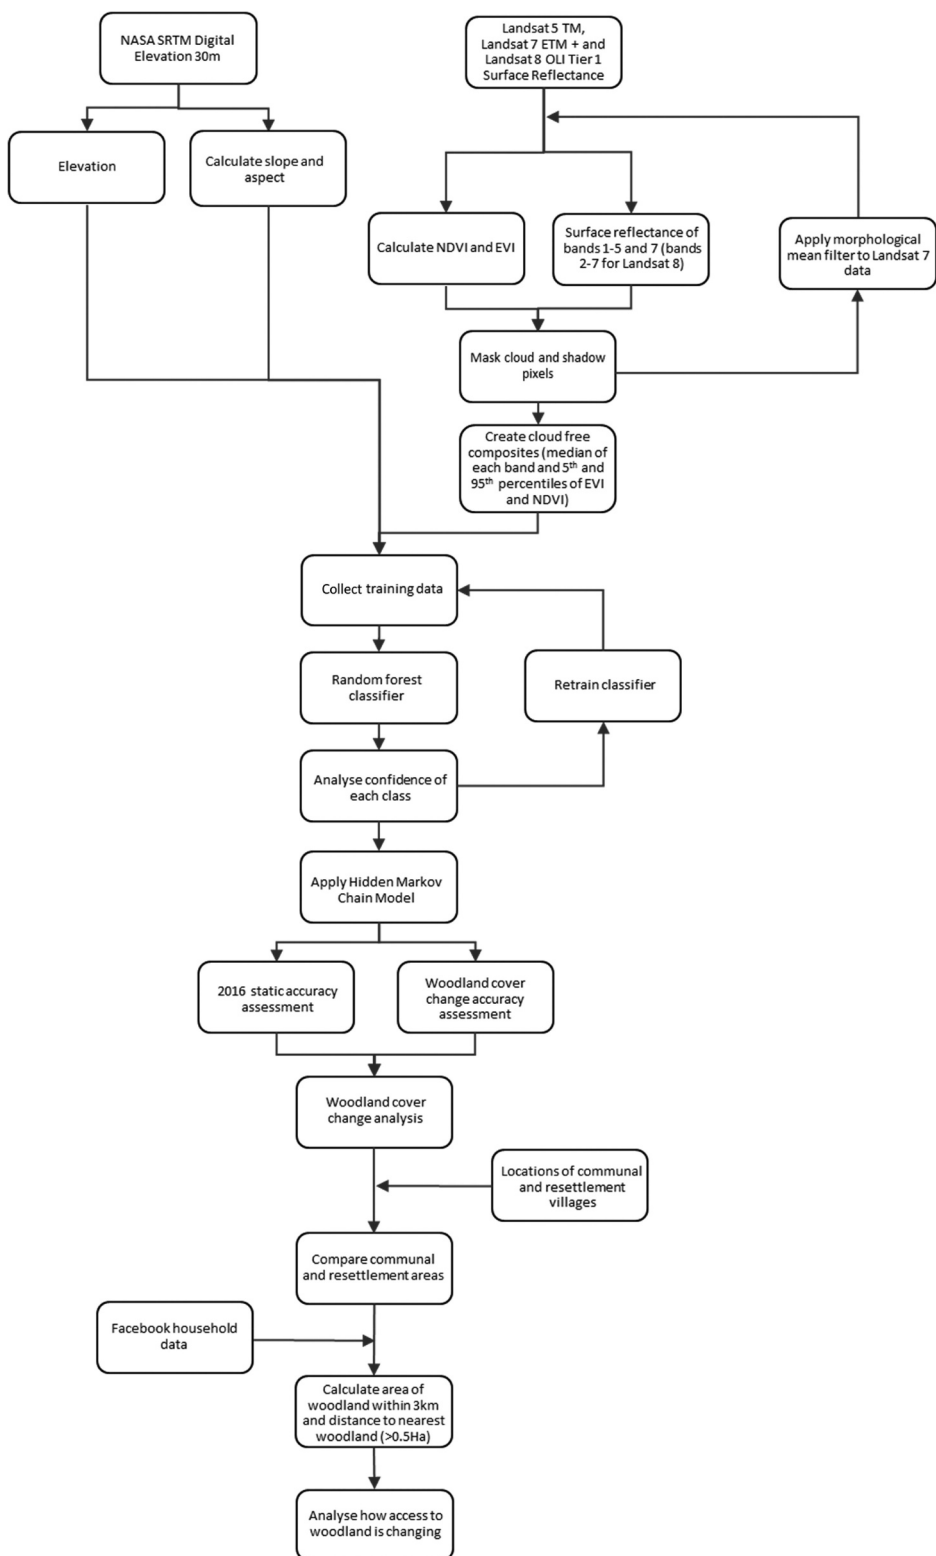 NASA SRTM Digital
Elevation 30m
Landsat 5 TM,
Landsat 7 ETM + and
Landsat 8 OLI Tier 1
Surface Reflectance
Elevation
Calculate slope and
aspect
Calculate NDVI and EVI
Surface reflectance of
bands 1-5 and 7 (bands
2-7 for Landsat 8)
Apply morphological
mean filter to Landsat 7
data
Mask cloud and shadow
pixels
Create cloud free
composites (median of
each band and 5th and
95th percentiles of EVI
and NDVI)
Collect training data
Random forest
classifier
Retrain classifier
Analyse confidence of
each class
Apply Hidden Markov
Chain Model
2016 static accuracy
assessment
Woodland cover
change accuracy
assessment
Woodland cover
change analysis
Locations of communal
and resettlement
villages
Compare communal
and resettlement areas
Facebook household
data
Calculate area of
woodland within 3km
and distance to nearest
woodland (>0.5Ha)
Analyse how access to
woodland is changing